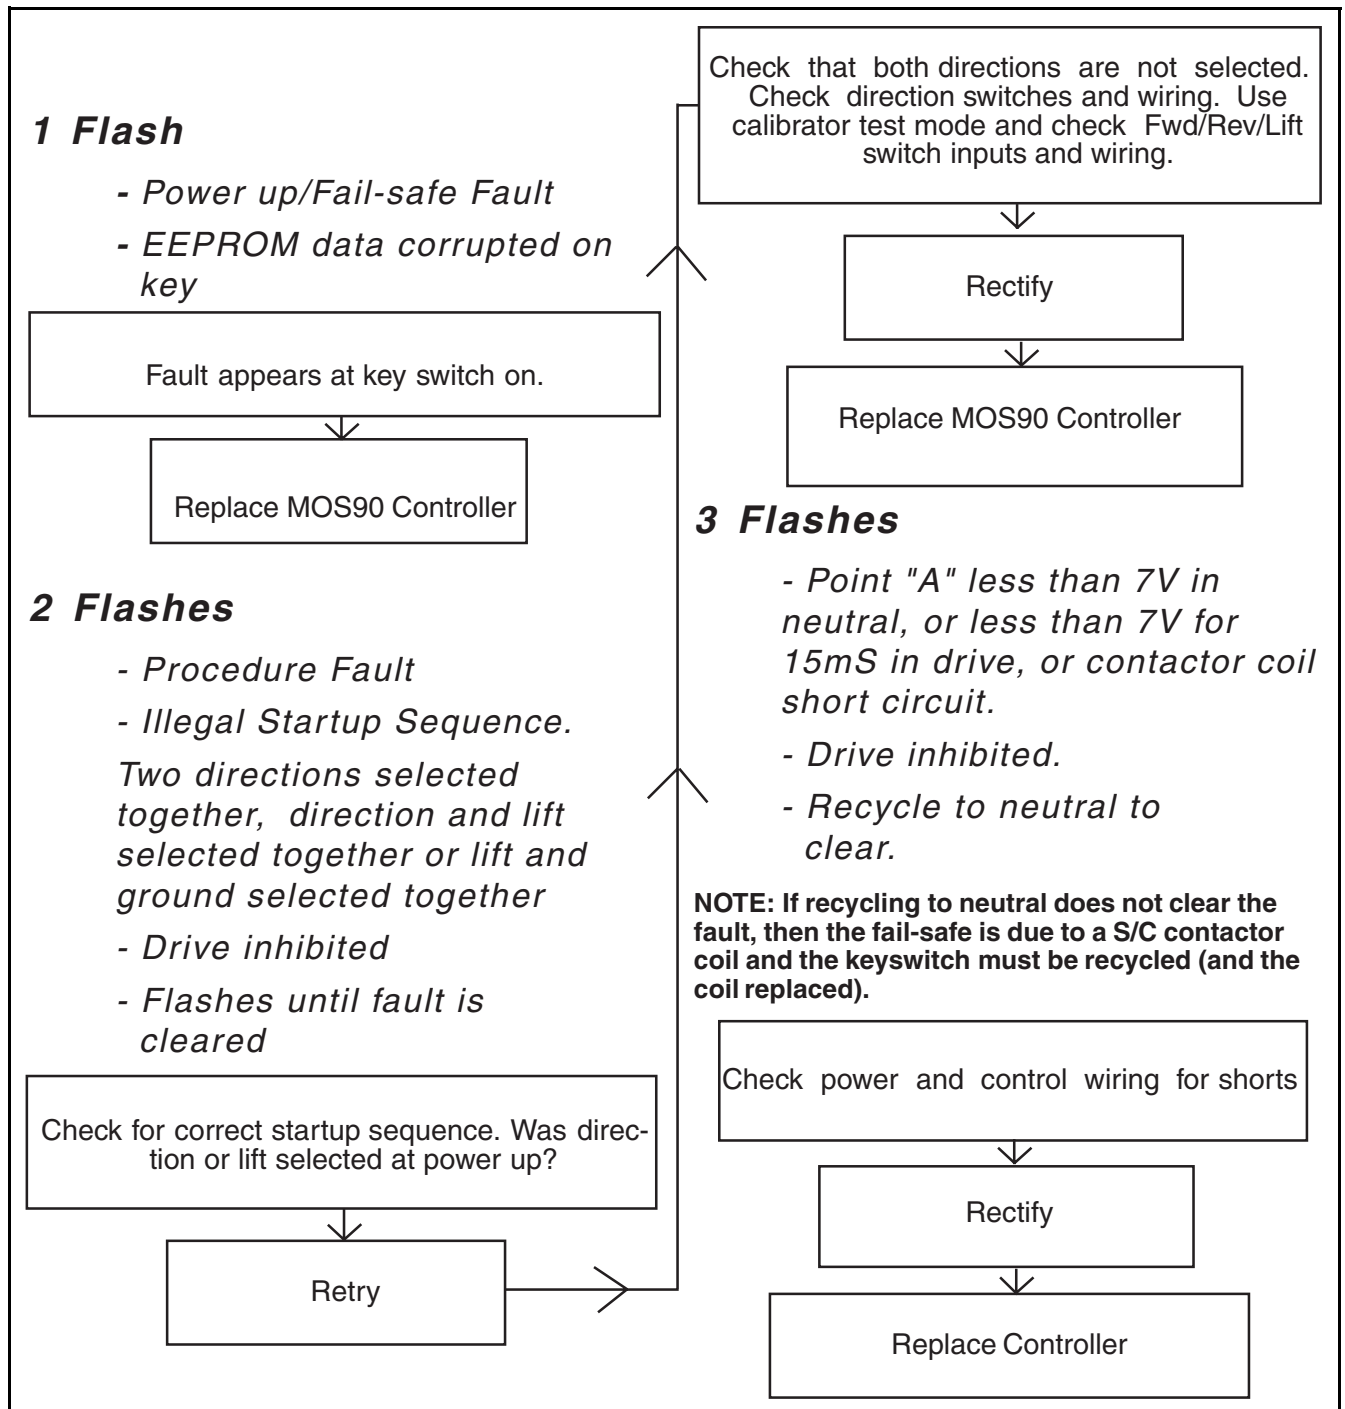 1 Flash
- Power up/Fail-safe Fault
- EEPROM data corrupted on
key
Fault appears at key switch on.
Replace MOS90 Controller
2 Flashes
- Procedure Fault
- Illegal Startup Sequence.
Two directions selected
together, direction and lift
selected together or lift and
ground selected together
- Drive inhibited
- Flashes until fault is
cleared
Check for correct startup sequence. Was direc-
tion or lift selected at power up?
Retry
Check that both directions are not selected.
Check direction switches and wiring. Use
calibrator test mode and check Fwd/Rev/Lift
switch inputs and wiring.
Rectify
Replace MOS90 Controller
3 Flashes
- Point "A" less than 7V in
neutral, or less than 7V for
15mS in drive, or contactor coil
short circuit.
- Drive inhibited.
- Recycle to neutral to
clear.
NOTE: If recycling to neutral does not clear the
fault, then the fail-safe is due to a S/C contactor
coil and the keyswitch must be recycled (and the
coil replaced).
Check power and control wiring for shorts
Rectify
Replace Controller